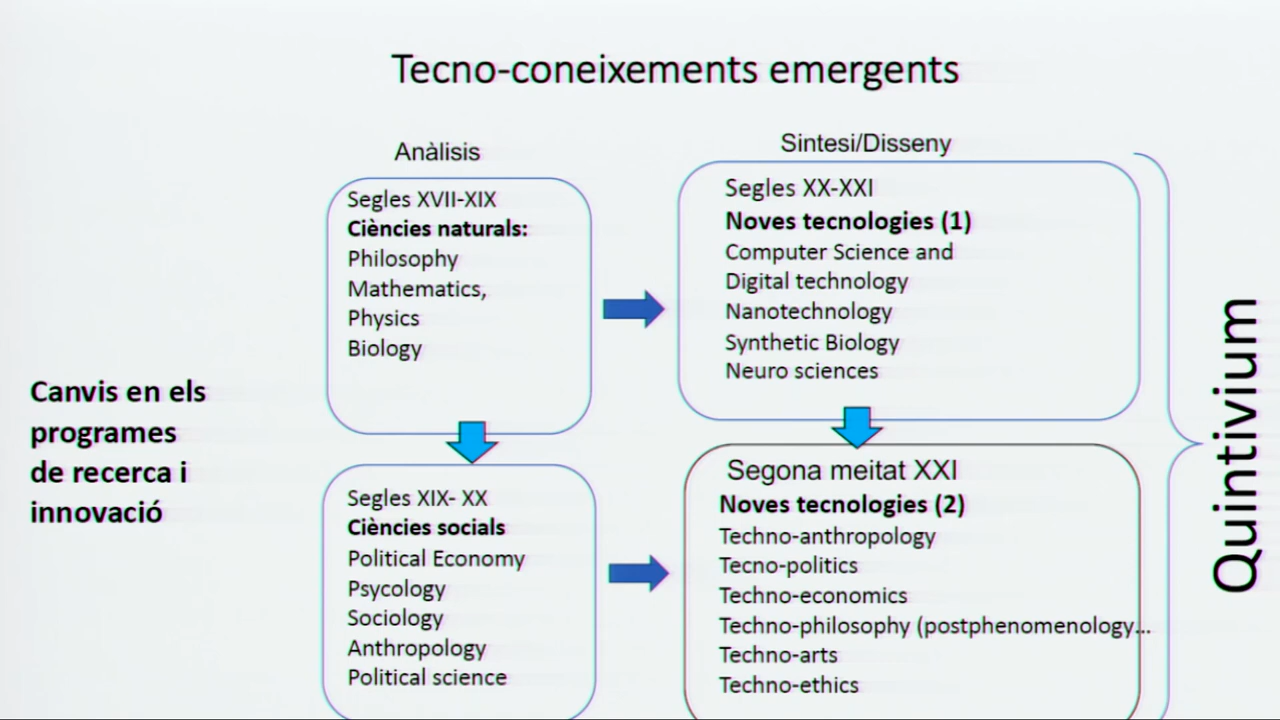 Tecno-coneixements emergents
Anàlisis
Segles XVII-XIX
Ciències naturals:
Philosophy
Mathematics,
Physics
Biology
Sintesi/Disseny
Segles XX-XXI
Noves tecnologies (1)
Computer Science and
Digital technology
Nanotechnology
Synthetic Biology
Neuro sciences
Canvis en els
programes
de recerca i
innovació
Segles XIX- XX
Ciències socials
Political Economy
Psycology
Sociology
Anthropology
Political science
Segona meitat XXI
Noves tecnologies (2)
Techno-anthropology
Tecno-politics
Techno-economics
Techno-philosophy (postphenomenology...
Techno-arts
Techno-ethics
Quintivium